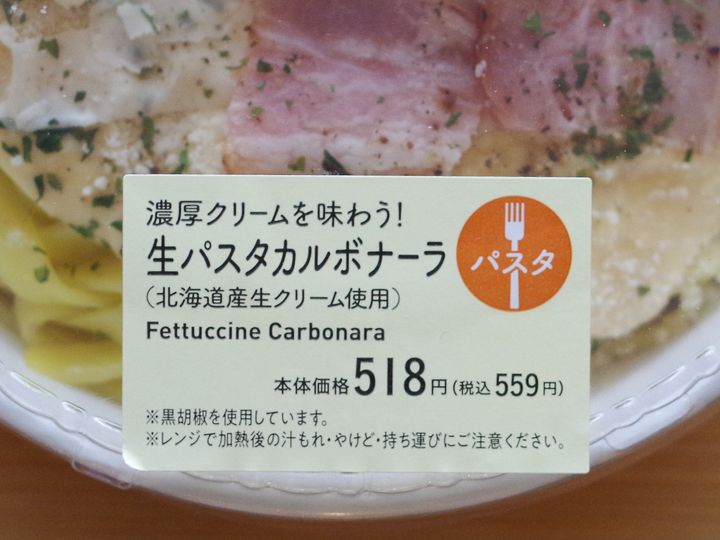 濃厚クリームを味わう!
生パスタカルボナーラ
(北海道産生クリーム使用)
Fettuccine Carbonara
パスタ
本体価格518円(税込559円)
※黒胡椒を使用しています。
※レンジで加熱後の汁もれ・やけど・持ち運びにご注意ください。